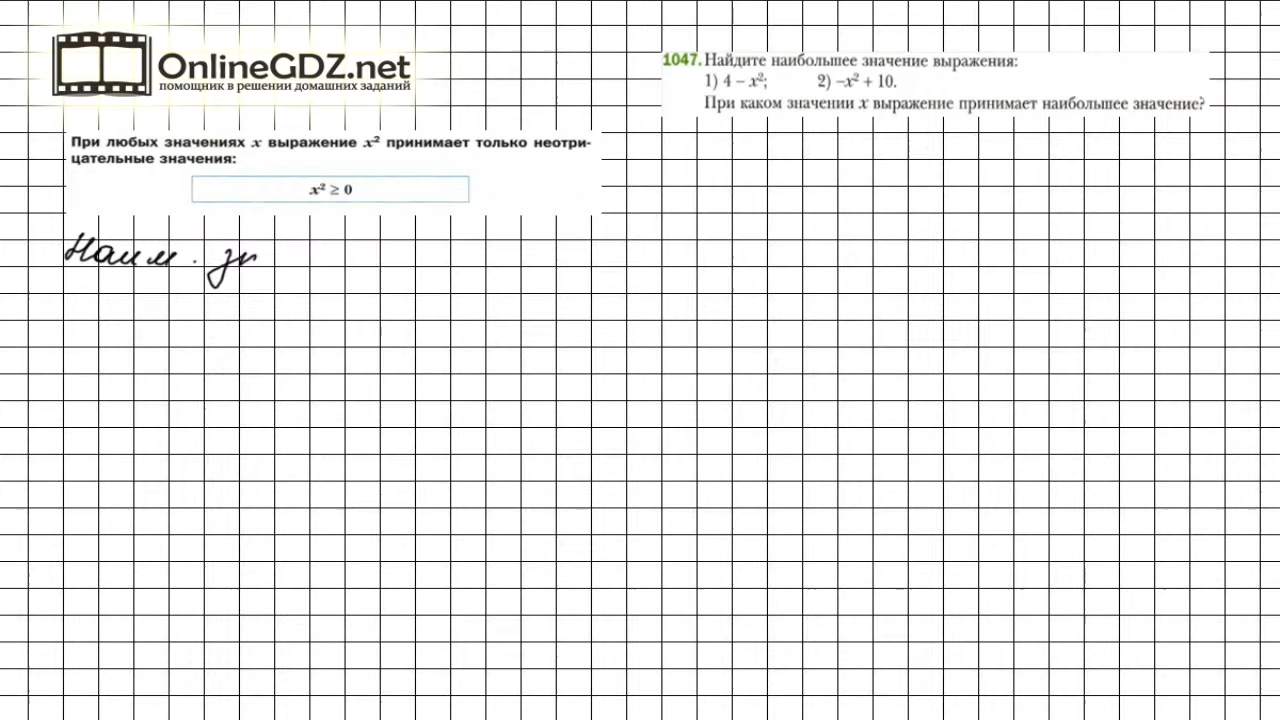 OnlineGDZ.net
помощник в решении домашних заданий
При любых значениях x выражение x² принимает только неотри-
цательные значения:
x² ≥ 0
Наим. зн
1047. Найдите наибольшее значение выражения:
1) 4 – x²; 2) –x² + 10.
При каком значении x выражение принимает наибольшее значение?